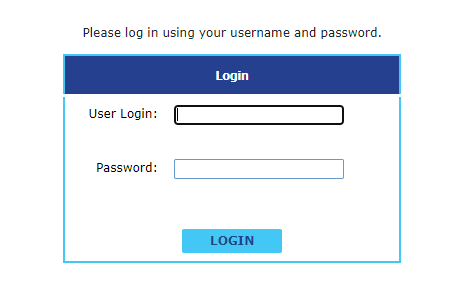 Please log in using your username and password.
Login
User Login:
Password:
LOGIN